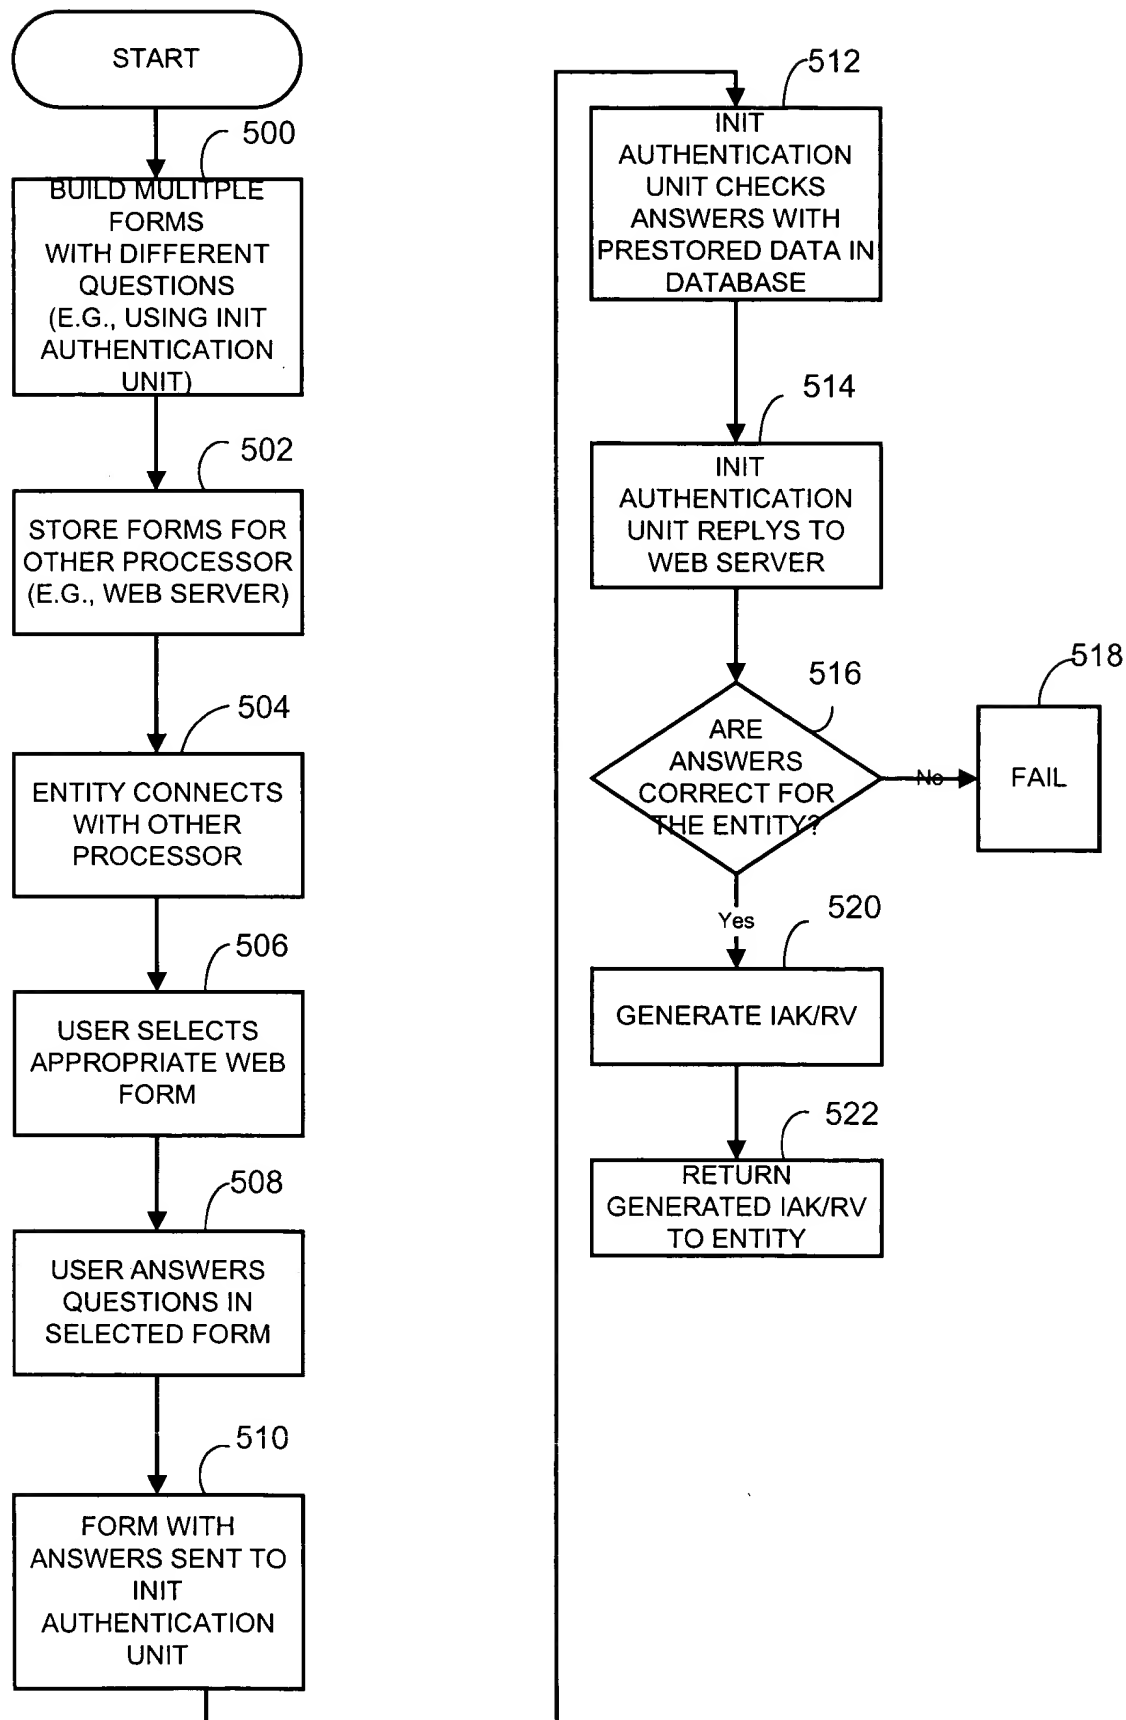 START
500
BUILD MULITPLE
FORMS
WITH DIFFERENT
QUESTIONS
(E.G., USING INIT
AUTHENTICATION
UNIT)
502
STORE FORMS FOR
OTHER PROCESSOR
(E.G., WEB SERVER)
504
ENTITY CONNECTS
WITH OTHER
PROCESSOR
506
USER SELECTS
APPROPRIATE WEB
FORM
508
USER ANSWERS
QUESTIONS IN
SELECTED FORM
510
FORM WITH
ANSWERS SENT TO
INIT
AUTHENTICATION
UNIT
512
INIT
AUTHENTICATION
UNIT CHECKS
ANSWERS WITH
PRESTORED DATA IN
DATABASE
514
INIT
AUTHENTICATION
UNIT REPLYS TO
WEB SERVER
516
ARE
ANSWERS
CORRECT FOR
THE ENTITY?
No
518
FAIL
Yes
520
GENERATE IAK/RV
522
RETURN
GENERATED IAK/RV
TO ENTITY